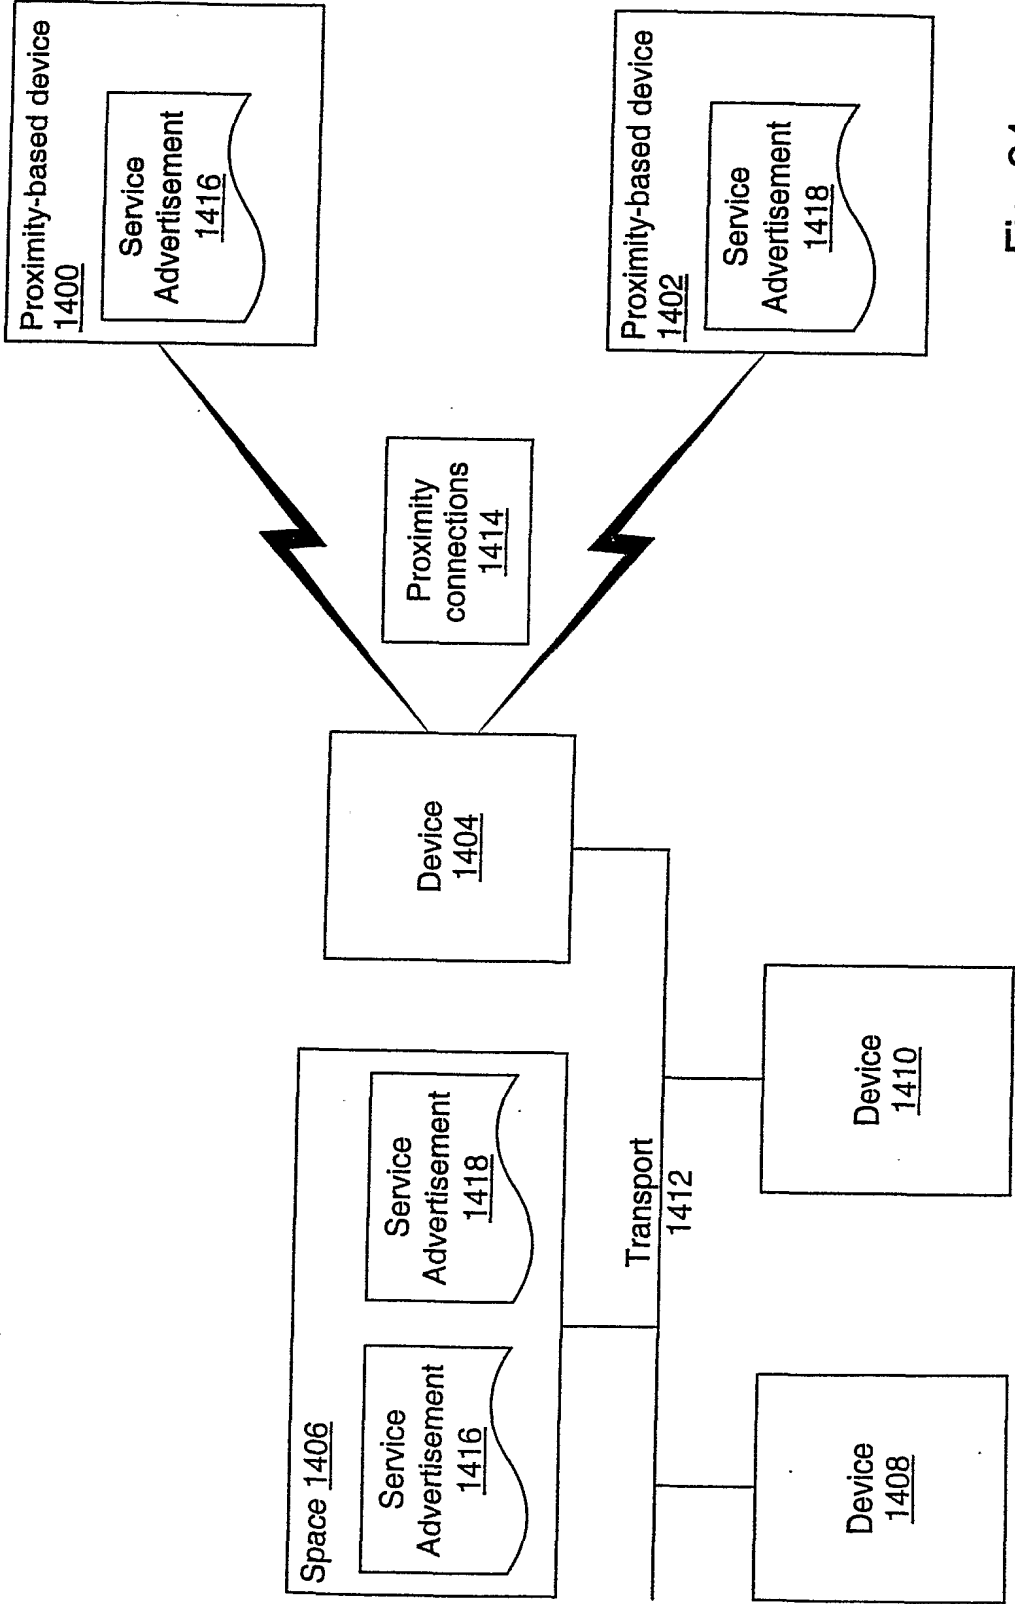 Proximity-based device
1400
Service
Advertisement
1416
Proximity-based device
1402
Service
Advertisement
1418
Proximity
connections
1414
Device
1404
Space 1406
Service
Advertisement
1416
Service
Advertisement
1418
Transport
1412
Device
1410
Device
1408